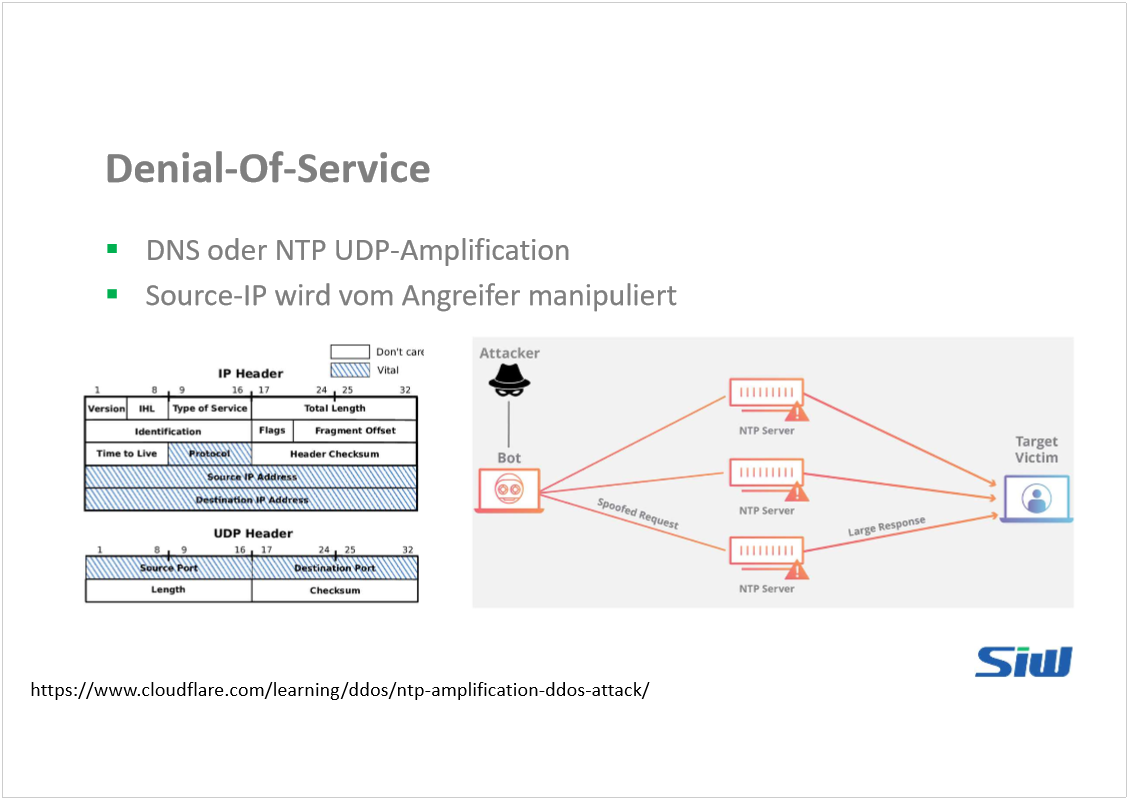 Denial-Of-Service
DNS oder NTP UDP-Amplification
Source-IP wird vom Angreifer manipuliert
Don't care
Vital
IP Header
1 8 9 16 17 24 25 32
Version IHL Type of Service Total Length
Identification Flags Fragment Offset
Time to Live Protocol Header Checksum
Source IP Address
Destination IP Address
UDP Header
1 8 9 16 17 24 25 32
Source Port Destination Port
Length Checksum
Attacker
Bot
Spoofed Request
NTP Server
NTP Server
NTP Server
Large Response
Target
Victim
SiW
https://www.cloudflare.com/learning/ddos/ntp-amplification-ddos-attack/